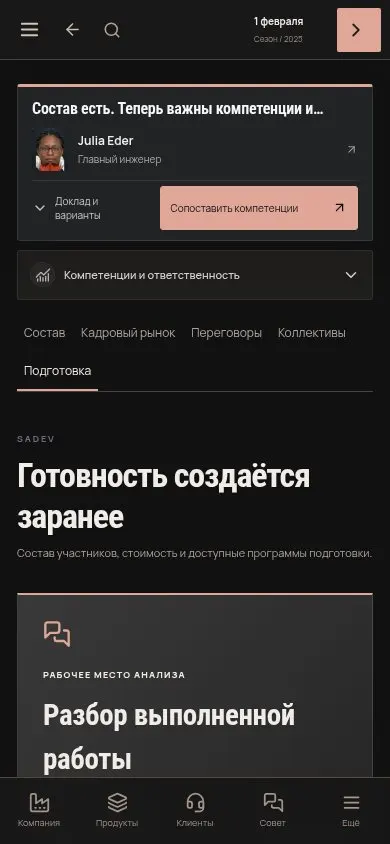 1 февраля
Сезон / 2025
Состав есть. Теперь важны компетенции и…
Julia Eder
Главный инженер
Доклад и
варианты
Сопоставить компетенции
Компетенции и ответственность
Состав Кадровый рынок Переговоры Коллективы
Подготовка
SADEV
Готовность создаётся
заранее
Состав участников, стоимость и доступные программы подготовки.
РАБОЧЕЕ МЕСТО АНАЛИЗА
Разбор выполненной
работы
Компания Продукты Клиенты Совет Ещё